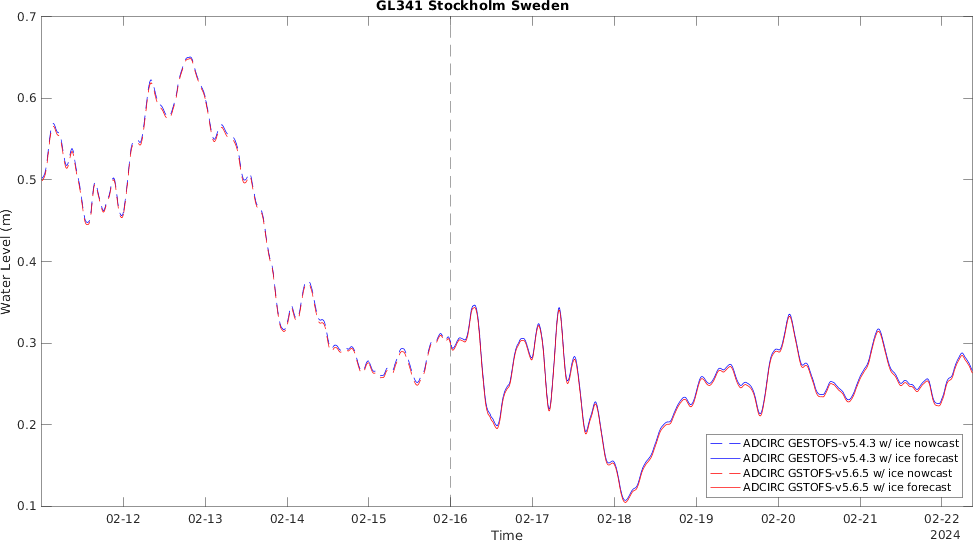 GL341 Stockholm Sweden
0.7
0.6
0.5
0.4
0.3
0.2
0.1
Water Level (m)
ADCIRC GESTOFS-v5.4.3 w/ ice nowcast
ADCIRC GESTOFS-v5.4.3 w/ ice forecast
ADCIRC GSTOFS-v5.6.5 w/ ice nowcast
ADCIRC GSTOFS-v5.6.5 w/ ice forecast
02-12 02-13 02-14 02-15 02-16 02-17 02-18 02-19 02-20 02-21 02-22
2024
Time